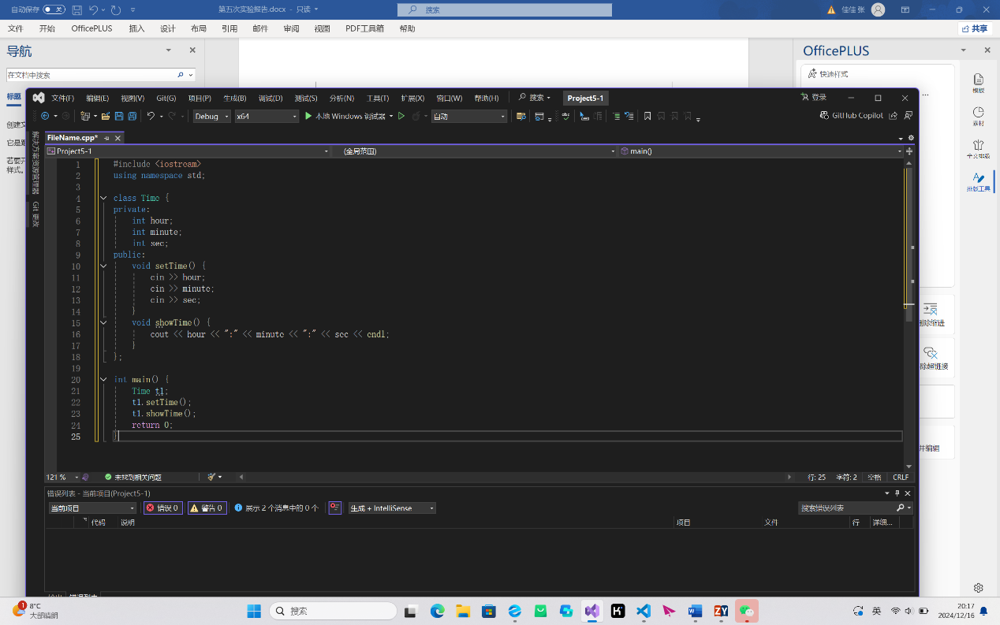 自动保存 关
第五次实验报告.docx - 只读
搜索
佳佳 张
文件 开始 OfficePLUS 插入 设计 布局 引用 邮件 审阅 视图 PDF工具箱 帮助
共享
导航
在文档中搜索
标题
创建文
它是跟
若要开
样式。
OfficePLUS
快速样式
模板
素材
全文排版
排版工具
删除缩进
除超链接
并编辑
文件(F) 编辑(E) 视图(V) Git(G) 项目(P) 生成(B) 调试(D) 测试(S) 分析(N) 工具(T) 扩展(X) 窗口(W) 帮助(H) 搜索 Project5-1 登录
Debug x64 本地 Windows 调试器 自动 GitHub Copilot
解决方案资源管理器
Git 更改
FileName.cpp*
Project5-1 (全局范围) main()
1 #include <iostream>
2 using namespace std;
3
4 class Time {
5 private:
6 int hour;
7 int minute;
8 int sec;
9 public:
10 void setTime() {
11 cin >> hour;
12 cin >> minute;
13 cin >> sec;
14 }
15 void showTime() {
16 cout << hour << ":" << minute << ":" << sec << endl;
17 }
18 };
19
20 int main() {
21 Time t1;
22 t1.setTime();
23 t1.showTime();
24 return 0;
25 }
121 % 未找到相关问题 行: 25 字符: 2 空格 CRLF
错误列表 - 当前项目(Project5-1)
当前项目 错误 0 警告 0 展示 2 个消息中的 0 个 生成 + IntelliSense 搜索错误列表
代码 说明 项目 文件 行 详细...
1
8°C
大部晴朗
搜索
英
20:17
2024/12/16